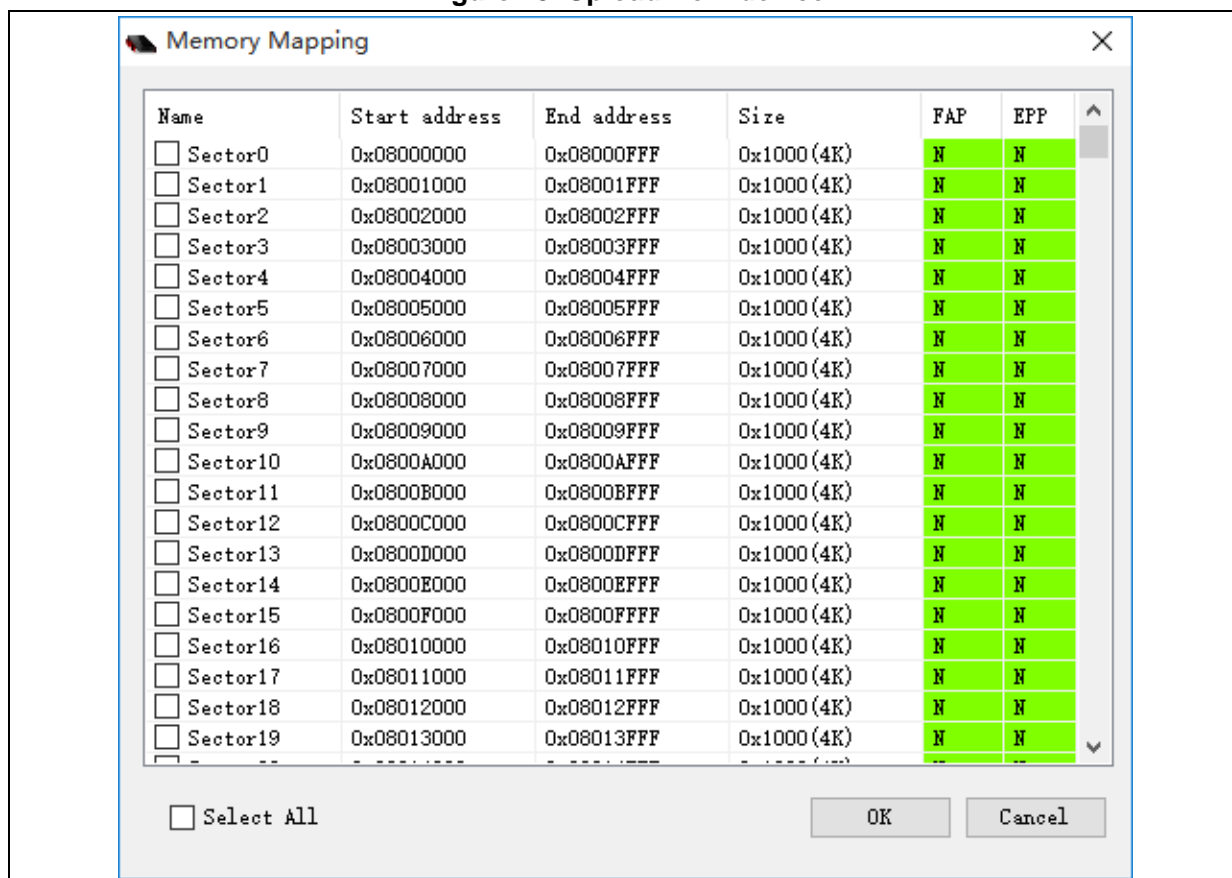 Memory Mapping
Name Start address End address Size FAP EPP
Sector0 0x08000000 0x08000FFF 0x1000(4K) N N
Sector1 0x08001000 0x08001FFF 0x1000(4K) N N
Sector2 0x08002000 0x08002FFF 0x1000(4K) N N
Sector3 0x08003000 0x08003FFF 0x1000(4K) N N
Sector4 0x08004000 0x08004FFF 0x1000(4K) N N
Sector5 0x08005000 0x08005FFF 0x1000(4K) N N
Sector6 0x08006000 0x08006FFF 0x1000(4K) N N
Sector7 0x08007000 0x08007FFF 0x1000(4K) N N
Sector8 0x08008000 0x08008FFF 0x1000(4K) N N
Sector9 0x08009000 0x08009FFF 0x1000(4K) N N
Sector10 0x0800A000 0x0800AFFF 0x1000(4K) N N
Sector11 0x0800B000 0x0800BFFF 0x1000(4K) N N
Sector12 0x0800C000 0x0800CFFF 0x1000(4K) N N
Sector13 0x0800D000 0x0800DFFF 0x1000(4K) N N
Sector14 0x0800E000 0x0800EFFF 0x1000(4K) N N
Sector15 0x0800F000 0x0800FFFF 0x1000(4K) N N
Sector16 0x08010000 0x08010FFF 0x1000(4K) N N
Sector17 0x08011000 0x08011FFF 0x1000(4K) N N
Sector18 0x08012000 0x08012FFF 0x1000(4K) N N
Sector19 0x08013000 0x08013FFF 0x1000(4K) N N
Select All OK Cancel